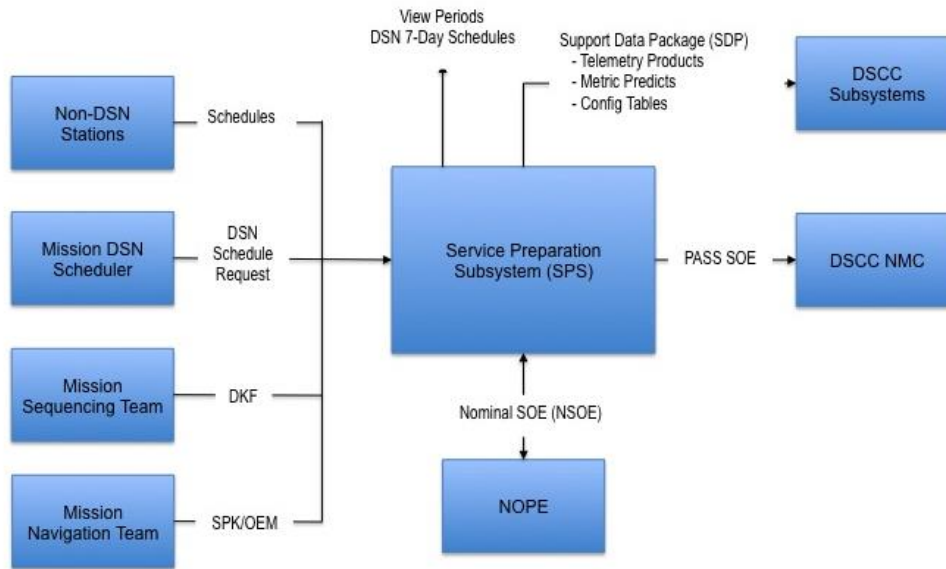 View Periods
DSN 7-Day Schedules
Support Data Package (SDP)
- Telemetry Products
- Metric Predicts
- Config Tables
DSCC
Subsystems
Non-DSN
Stations
Schedules
Mission DSN
Scheduler
DSN
Schedule
Request
Service Preparation
Subsystem (SPS)
PASS SOE
DSCC NMC
Mission
Sequencing Team
DKF
Nominal SOE (NSOE)
NOPE
Mission
Navigation Team
SPK/OEM